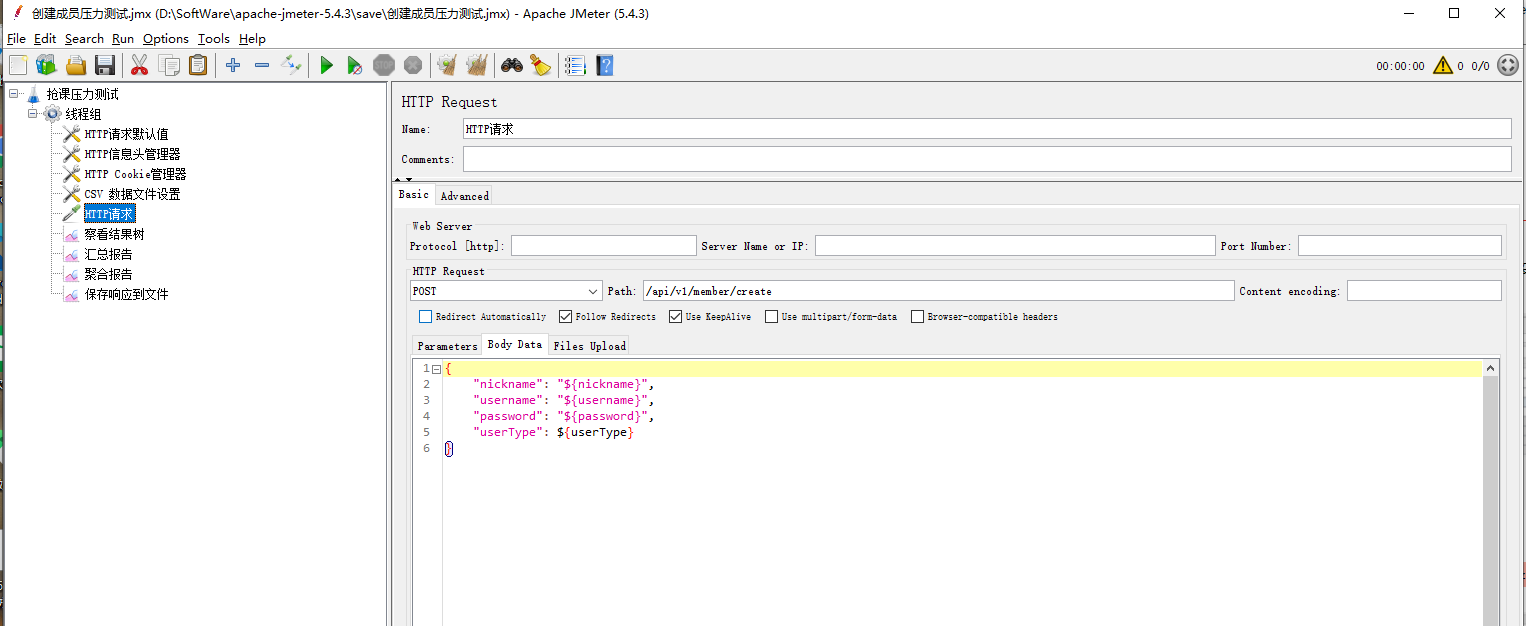 创建成员压力测试.jmx (D:\SoftWare\apache-jmeter-5.4.3\save\创建成员压力测试.jmx) - Apache JMeter (5.4.3)
File Edit Search Run Options Tools Help
STOP 00:00:00 0 0/0
抢课压力测试
线程组
HTTP请求默认值
HTTP信息头管理器
HTTP Cookie管理器
CSV 数据文件设置
HTTP请求
察看结果树
汇总报告
聚合报告
保存响应到文件
HTTP Request
Name: HTTP请求
Comments:
Basic Advanced
Web Server
Protocol [http]: Server Name or IP: Port Number:
HTTP Request
POST Path: /api/v1/member/create Content encoding:
Redirect Automatically Follow Redirects Use KeepAlive Use multipart/form-data Browser-compatible headers
Parameters Body Data Files Upload
1 {
2 "nickname": "${nickname}",
3 "username": "${username}",
4 "password": "${password}",
5 "userType": ${userType}
6 }